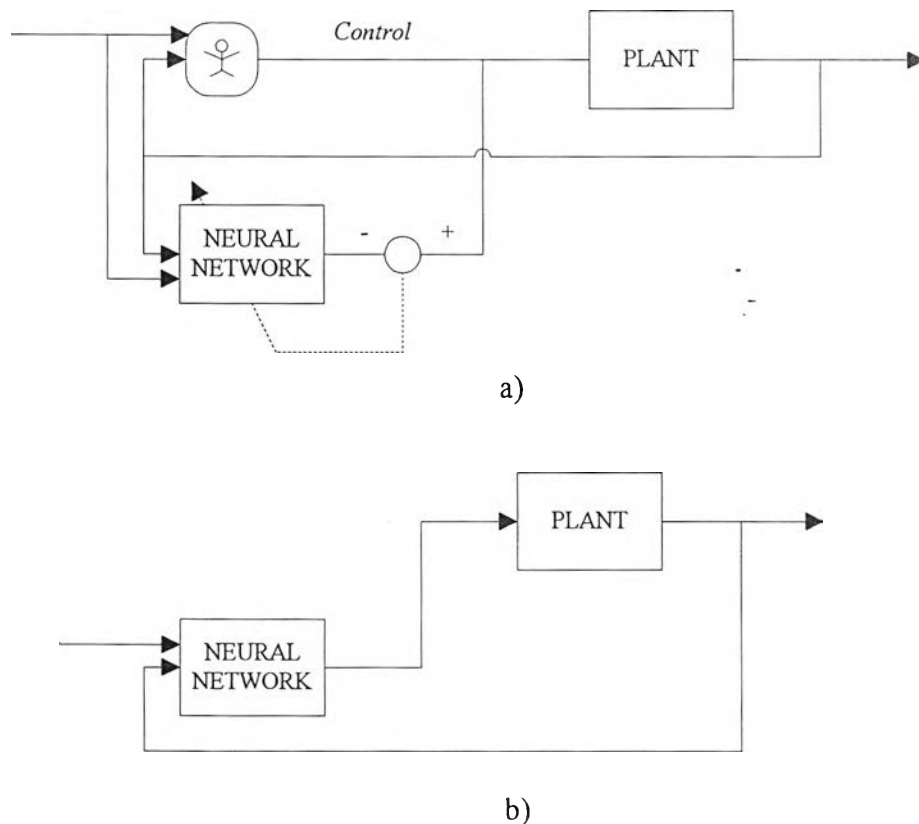 Control
PLANT
NEURAL
NETWORK
-
+
a)
PLANT
NEURAL
NETWORK
b)